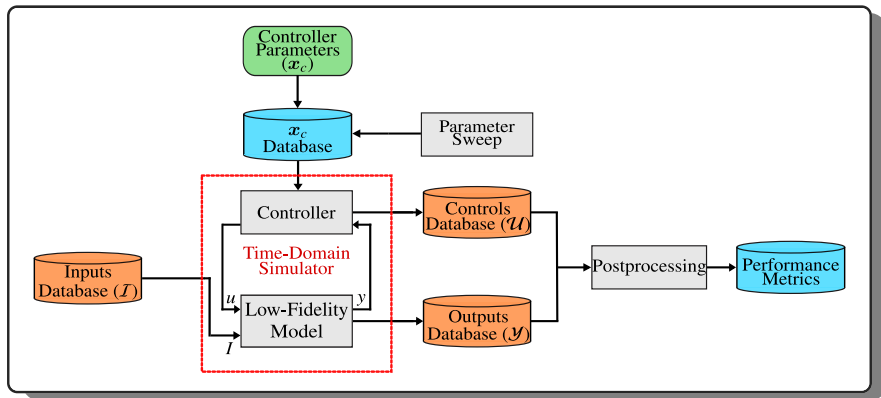 Controller
Parameters
(𝒙𝑐)
𝒙𝑐
Database
Parameter
Sweep
Controller
Controls
Database (𝓤)
Time-Domain
Simulator
Inputs
Database (𝓘)
Postprocessing
Performance
Metrics
u
y
Low-Fidelity
Model
I
Outputs
Database (𝓨)